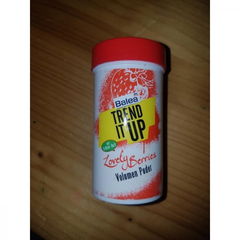 Balea
TREND
IT UP
Lovely Berries
Volumen Puder